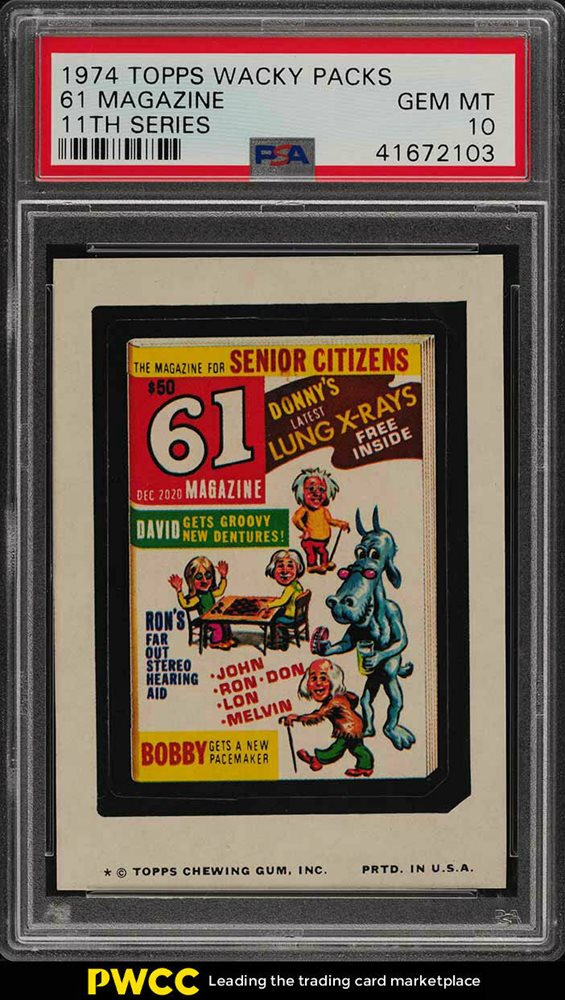 1974 TOPPS WACKY PACKS
61 MAGAZINE GEM MT
11TH SERIES 10
PSA 41672103
THE MAGAZINE FOR SENIOR CITIZENS
$50
61
DEC 2020 MAGAZINE
DONNY'S
LATEST
LUNG X-RAYS
FREE
INSIDE
DAVID GETS GROOVY
NEW DENTURES!
RON'S
FAR
OUT
STEREO
HEARING
AID
•JOHN
•RON•DON
•LON
•MELVIN
BOBBY GETS A NEW
PACEMAKER
* © TOPPS CHEWING GUM, INC. PRTD. IN U.S.A.
PSA
PWCC Leading the trading card marketplace